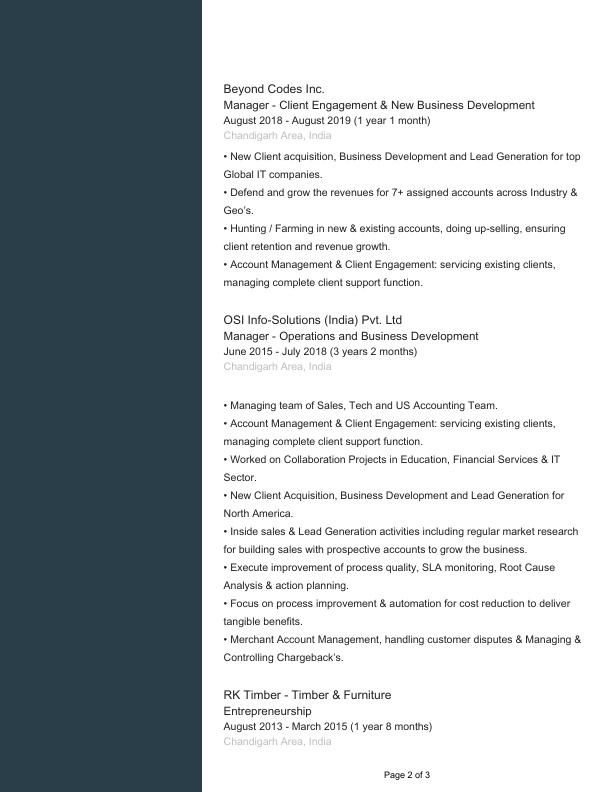 Beyond Codes Inc.
Manager - Client Engagement & New Business Development
August 2018 - August 2019 (1 year 1 month)
Chandigarh Area, India
• New Client acquisition, Business Development and Lead Generation for top
Global IT companies.
• Defend and grow the revenues for 7+ assigned accounts across Industry &
Geo's.
• Hunting / Farming in new & existing accounts, doing up-selling, ensuring
client retention and revenue growth.
• Account Management & Client Engagement: servicing existing clients,
managing complete client support function.
OSI Info-Solutions (India) Pvt. Ltd
Manager - Operations and Business Development
June 2015 - July 2018 (3 years 2 months)
Chandigarh Area, India
• Managing team of Sales, Tech and US Accounting Team.
• Account Management & Client Engagement: servicing existing clients,
managing complete client support function.
• Worked on Collaboration Projects in Education, Financial Services & IT
Sector.
• New Client Acquisition, Business Development and Lead Generation for
North America.
• Inside sales & Lead Generation activities including regular market research
for building sales with prospective accounts to grow the business.
• Execute improvement of process quality, SLA monitoring, Root Cause
Analysis & action planning.
• Focus on process improvement & automation for cost reduction to deliver
tangible benefits.
• Merchant Account Management, handling customer disputes & Managing &
Controlling Chargeback's.
RK Timber - Timber & Furniture
Entrepreneurship
August 2013 - March 2015 (1 year 8 months)
Chandigarh Area, India
Page 2 of 3